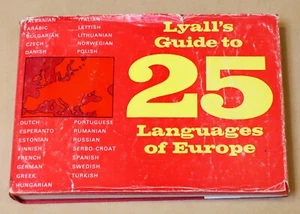 ALBANIAN
ARABIC
BULGARIAN
CZECH
DANISH
ITALIAN
LETTISH
LITHUANIAN
NORWEGIAN
POLISH
DUTCH
ESPERANTO
ESTONIAN
FINNISH
FRENCH
GERMAN
GREEK
HUNGARIAN
PORTUGUESE
RUMANIAN
RUSSIAN
SERBO-CROAT
SPANISH
SWEDISH
TURKISH
Lyall's
Guide to
25
Languages
of Europe